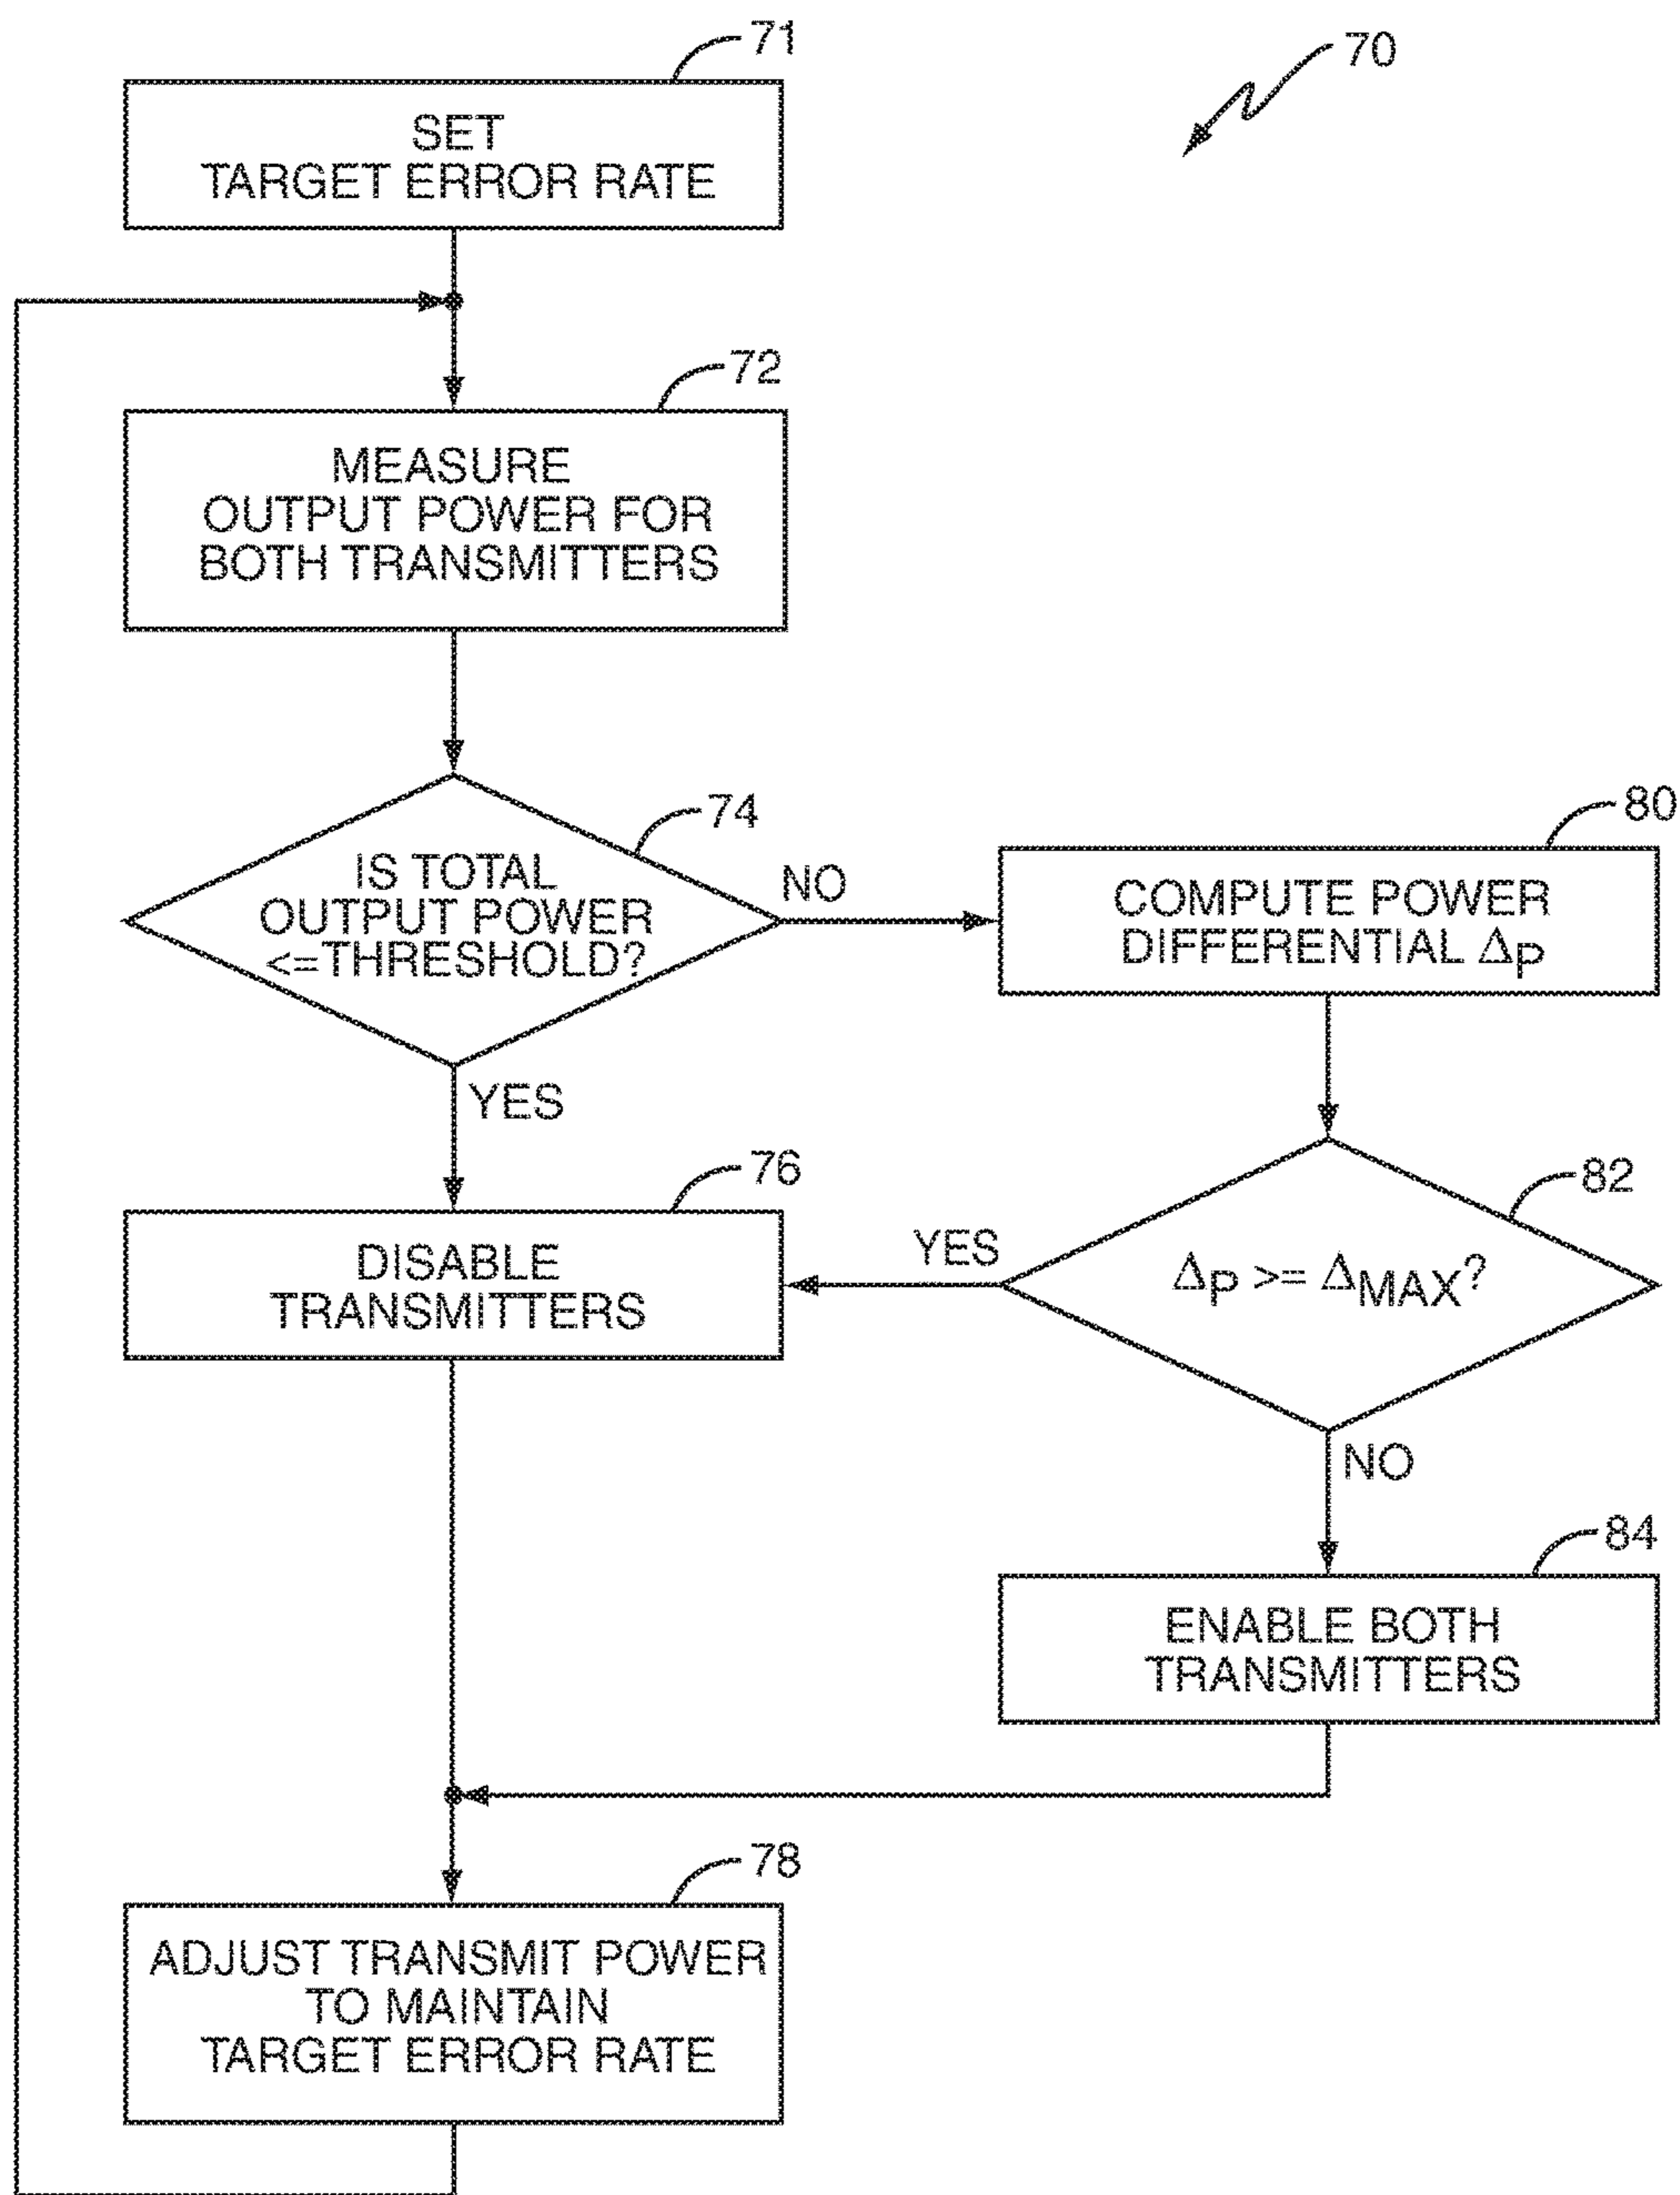 71
70
SET
TARGET ERROR RATE
72
MEASURE
OUTPUT POWER FOR
BOTH TRANSMITTERS
74
IS TOTAL
OUTPUT POWER
<=THRESHOLD?
NO
YES
80
COMPUTE POWER
DIFFERENTIAL ΔP
82
ΔP >= ΔMAX?
YES
NO
76
DISABLE
TRANSMITTERS
84
ENABLE BOTH
TRANSMITTERS
78
ADJUST TRANSMIT POWER
TO MAINTAIN
TARGET ERROR RATE